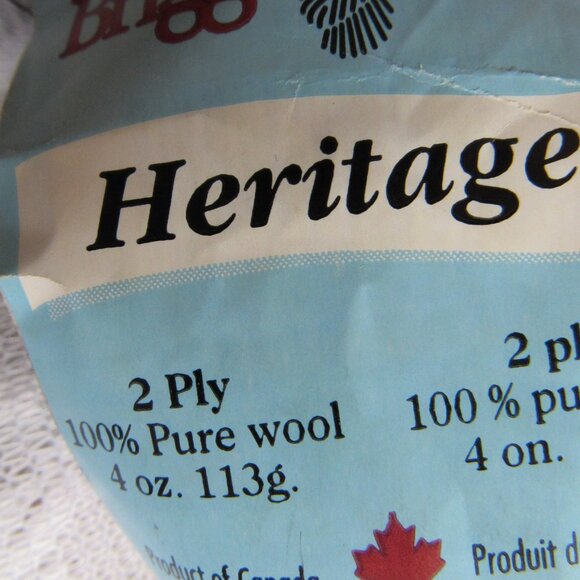 Brigg
Heritage
2 Ply
100% Pure wool
4 oz. 113g.
2 pl
100 % pu
4 on.
Product of Canada
Produit d